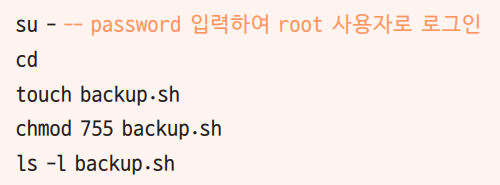 su - -- password 입력하여 root 사용자로 로그인
cd
touch backup.sh
chmod 755 backup.sh
ls -l backup.sh